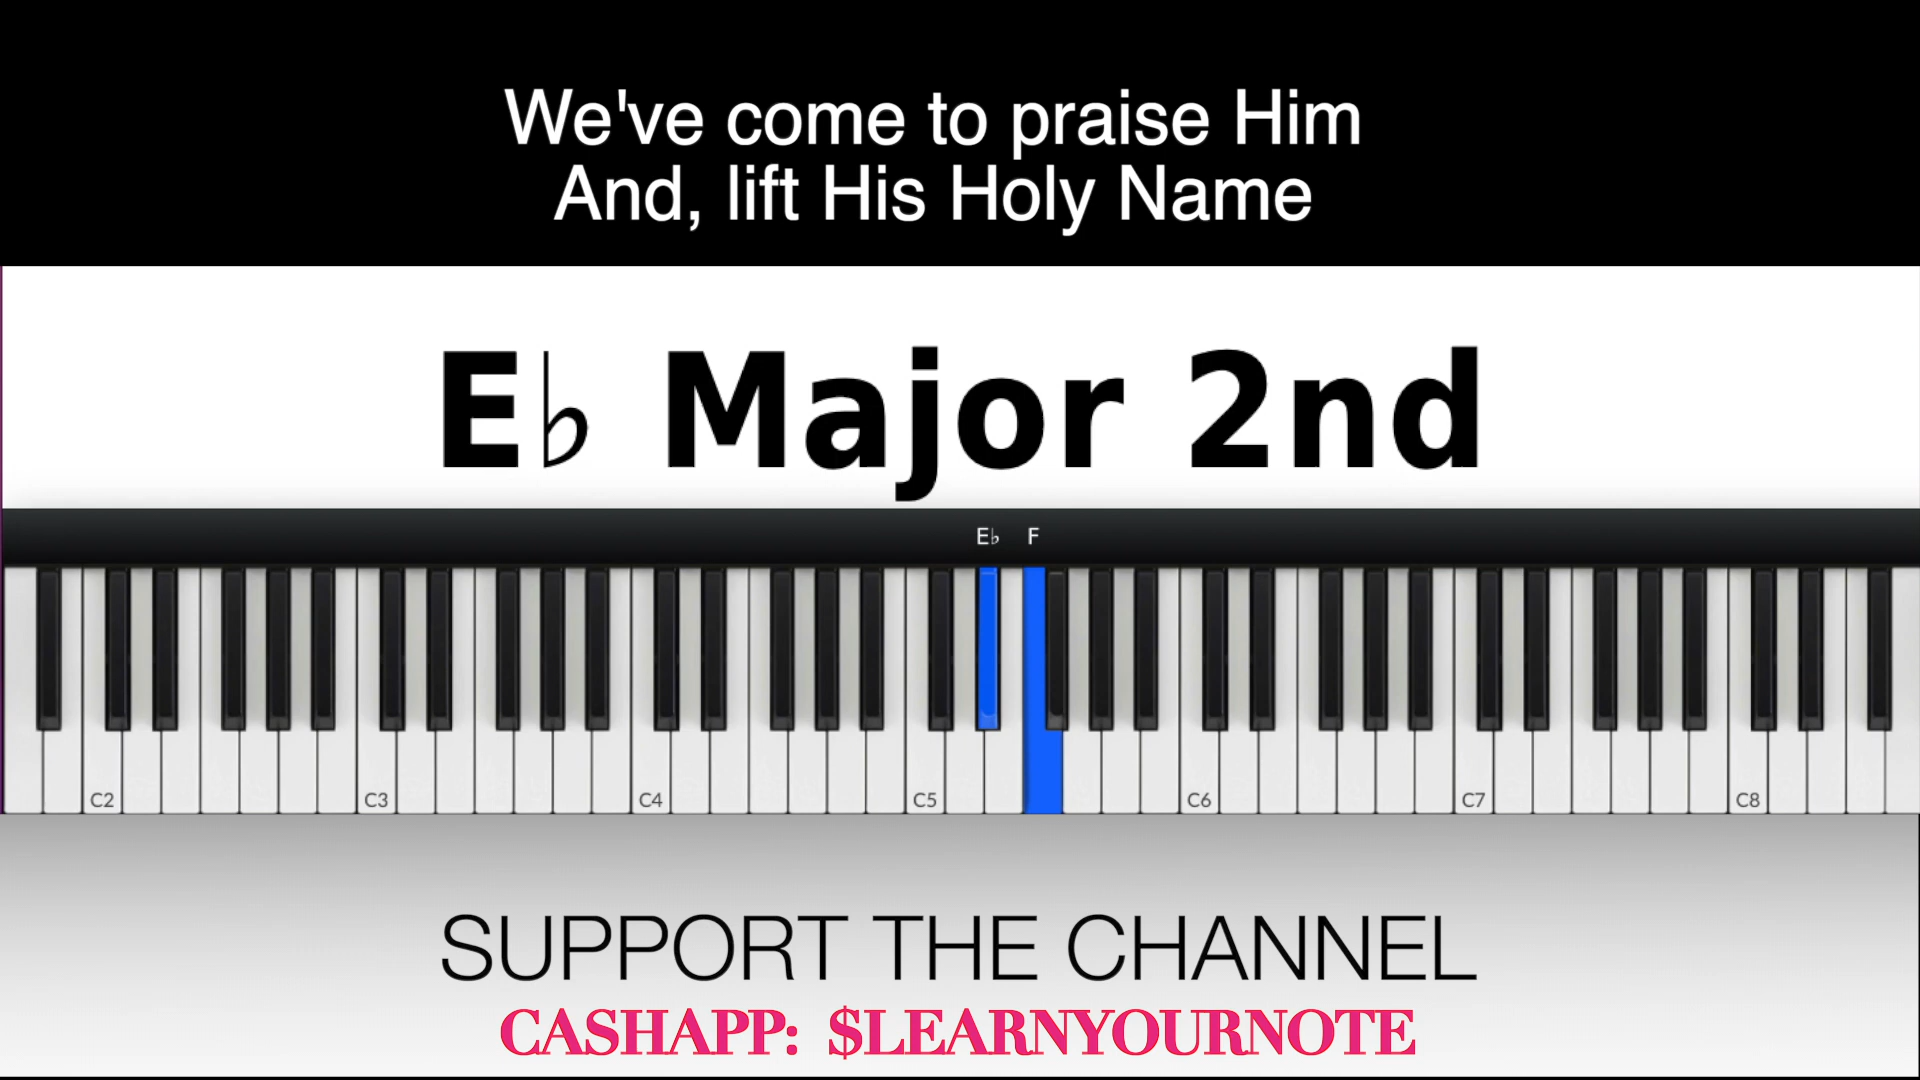 We've come to praise Him
And, lift His Holy Name
E♭ Major 2nd
E♭ F
C2 C3 C4 C5 C6 C7 C8
SUPPORT THE CHANNEL
CASHAPP: $LEARNYOURNOTE